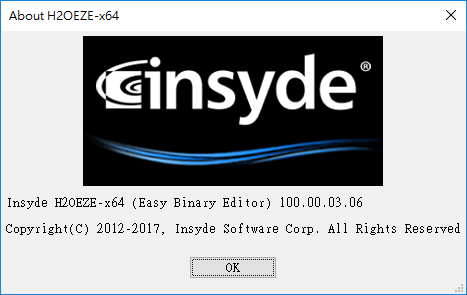 About H2OEZE-x64
insyde®
Insyde H2OEZE-x64 (Easy Binary Editor) 100.00.03.06
Copyright(C) 2012-2017, Insyde Software Corp. All Rights Reserved
OK